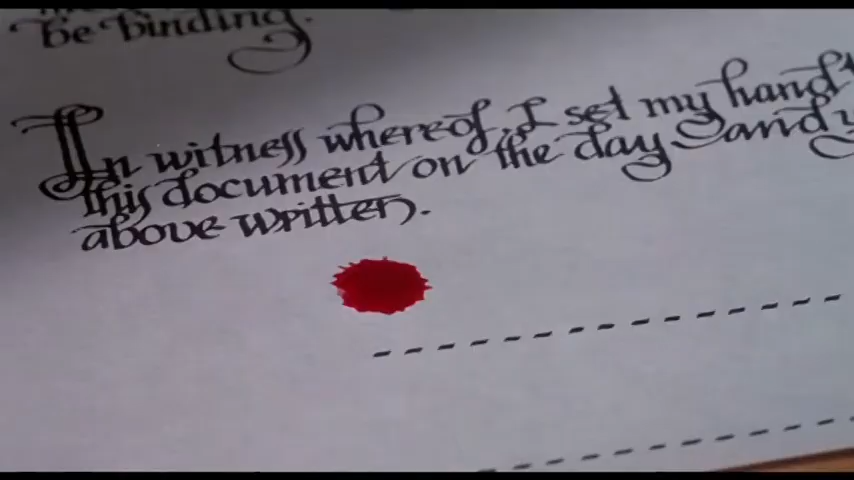 be binding.
In witness whereof, I set my hand t
this document on the day and y
above written.